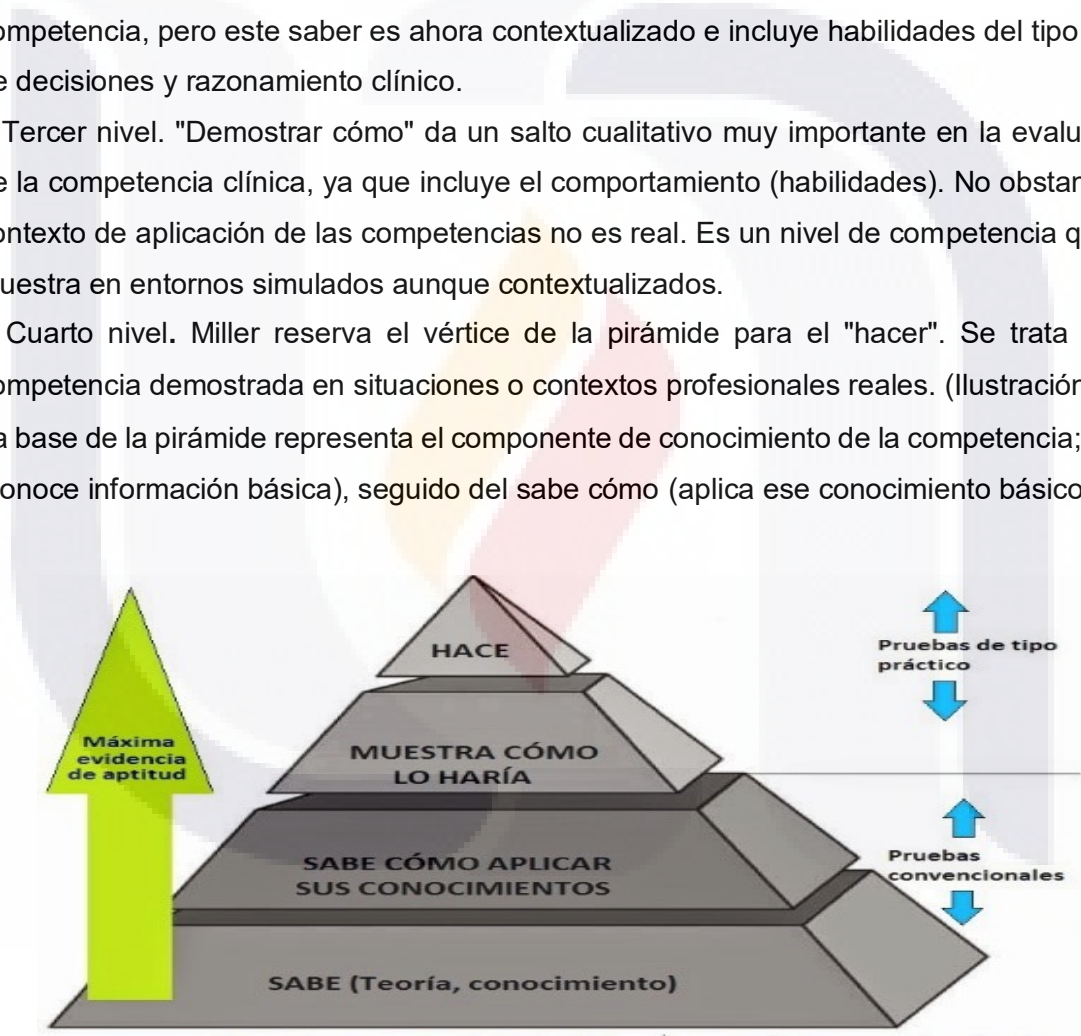 ompetencia, pero este saber es ahora contextualizado e incluye habilidades del tipo
e decisiones y razonamiento clínico.
Tercer nivel. "Demostrar cómo" da un salto cualitativo muy importante en la evalu
e la competencia clínica, ya que incluye el comportamiento (habilidades). No obstan
ontexto de aplicación de las competencias no es real. Es un nivel de competencia q
uestra en entornos simulados aunque contextualizados.
Cuarto nivel. Miller reserva el vértice de la pirámide para el "hacer". Se trata
ompetencia demostrada en situaciones o contextos profesionales reales. (Ilustración
a base de la pirámide representa el componente de conocimiento de la competencia;
onoce información básica), seguido del sabe cómo (aplica ese conocimiento básico
HACE
Pruebas de tipo
práctico
Máxima
evidencia
de aptitud
MUESTRA CÓMO
LO HARÍA
SABE CÓMO APLICAR
SUS CONOCIMIENTOS
Pruebas
convencionales
SABE (Teoría, conocimiento)